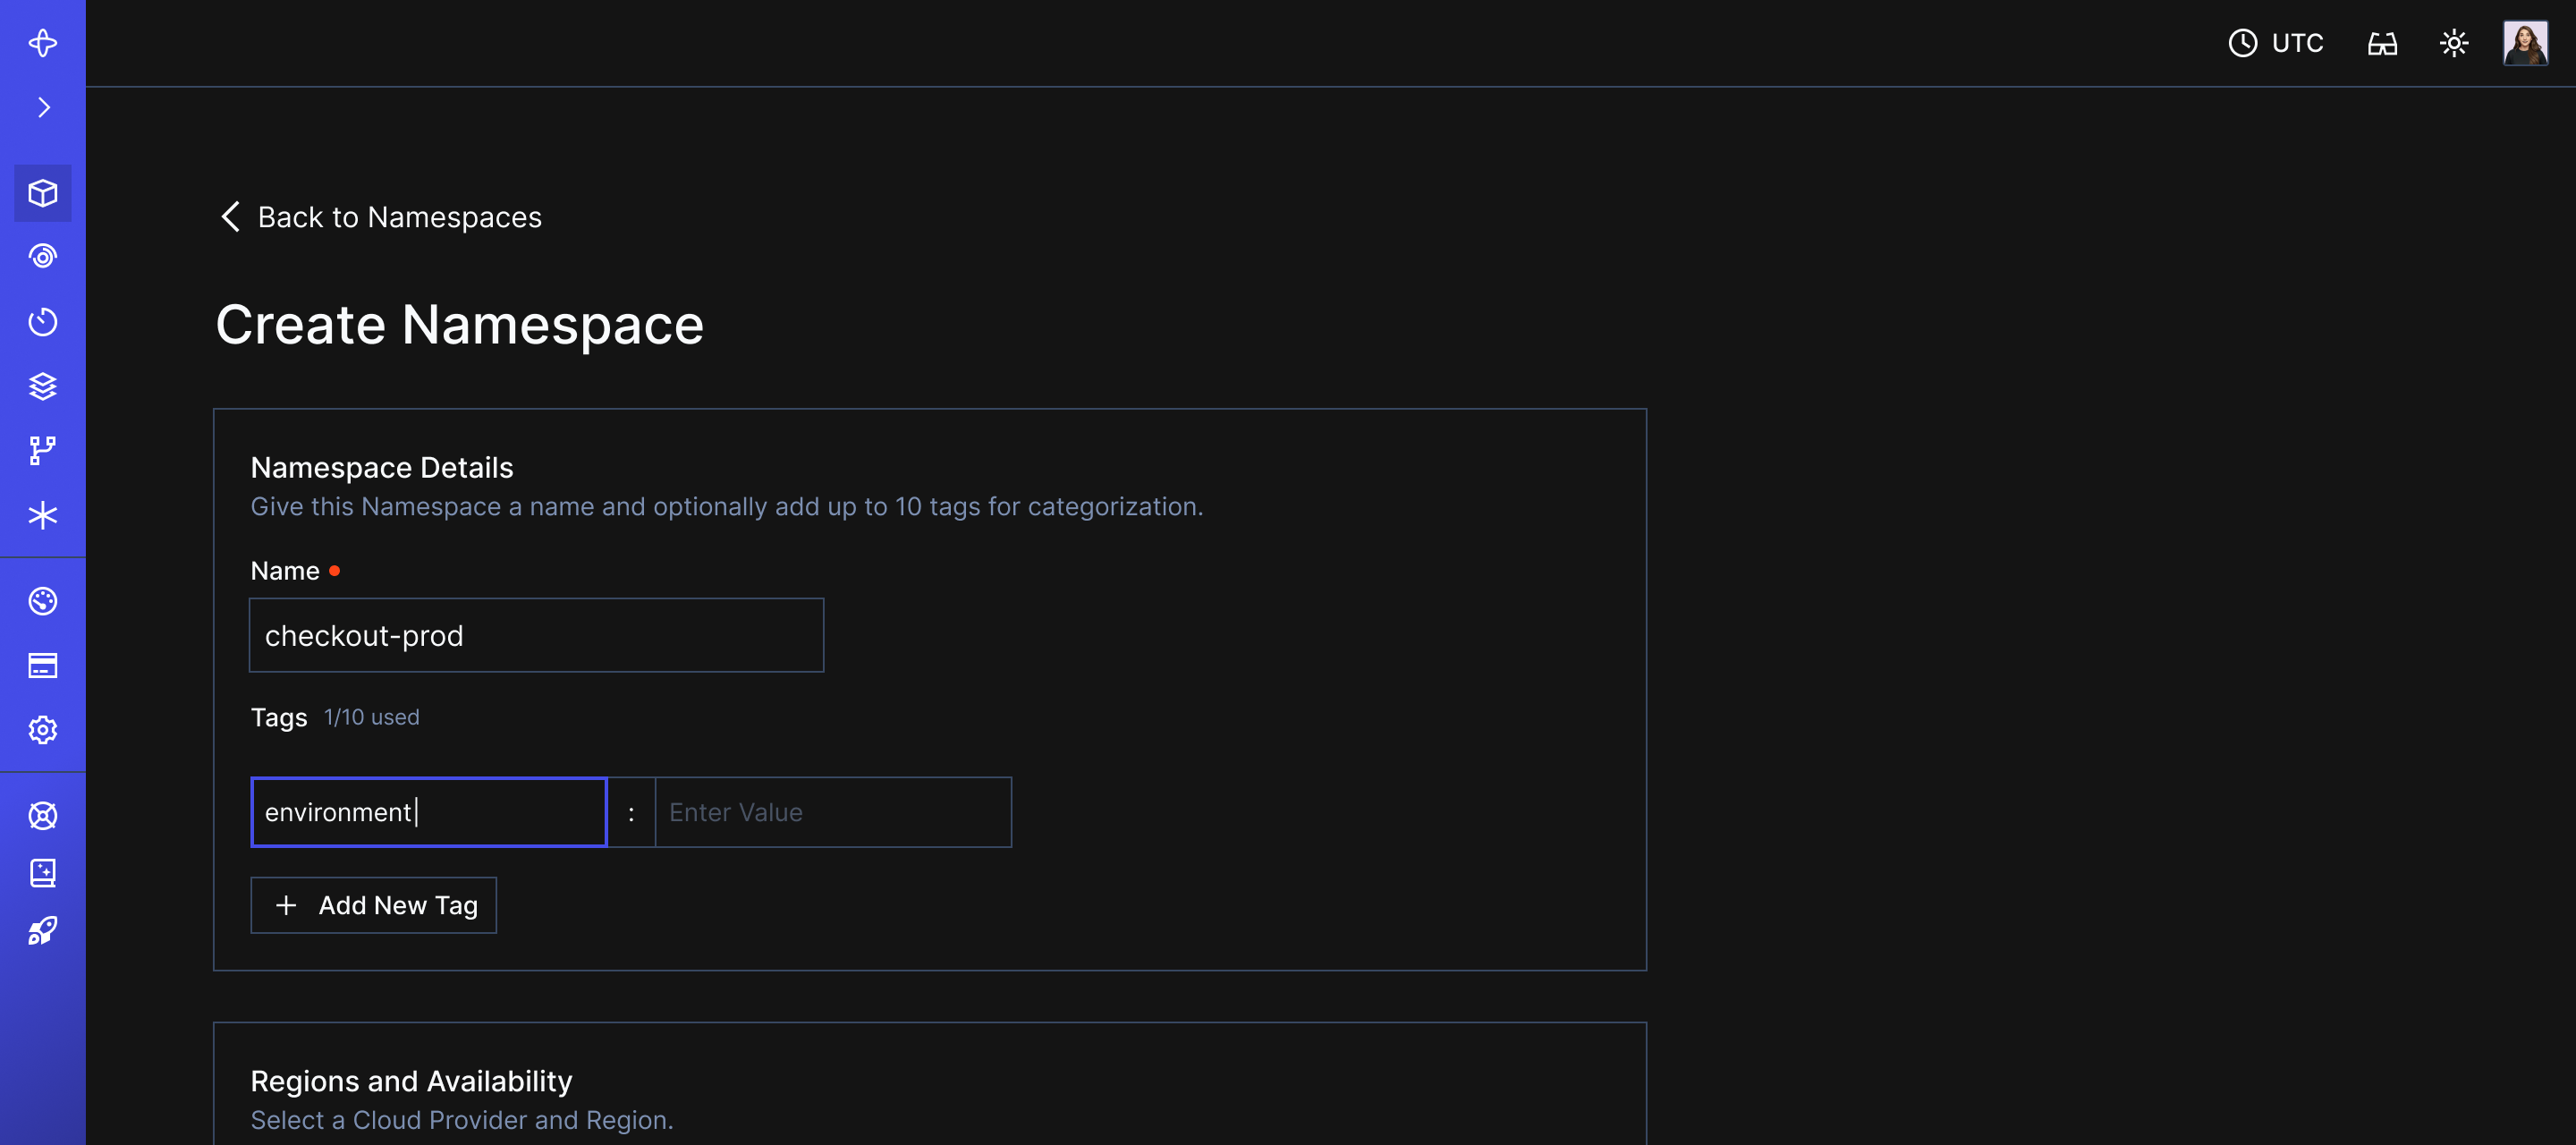 UTC
Back to Namespaces
Create Namespace
Namespace Details
Give this Namespace a name and optionally add up to 10 tags for categorization.
Name
checkout-prod
Tags 1/10 used
environment : Enter Value
+ Add New Tag
Regions and Availability
Select a Cloud Provider and Region.